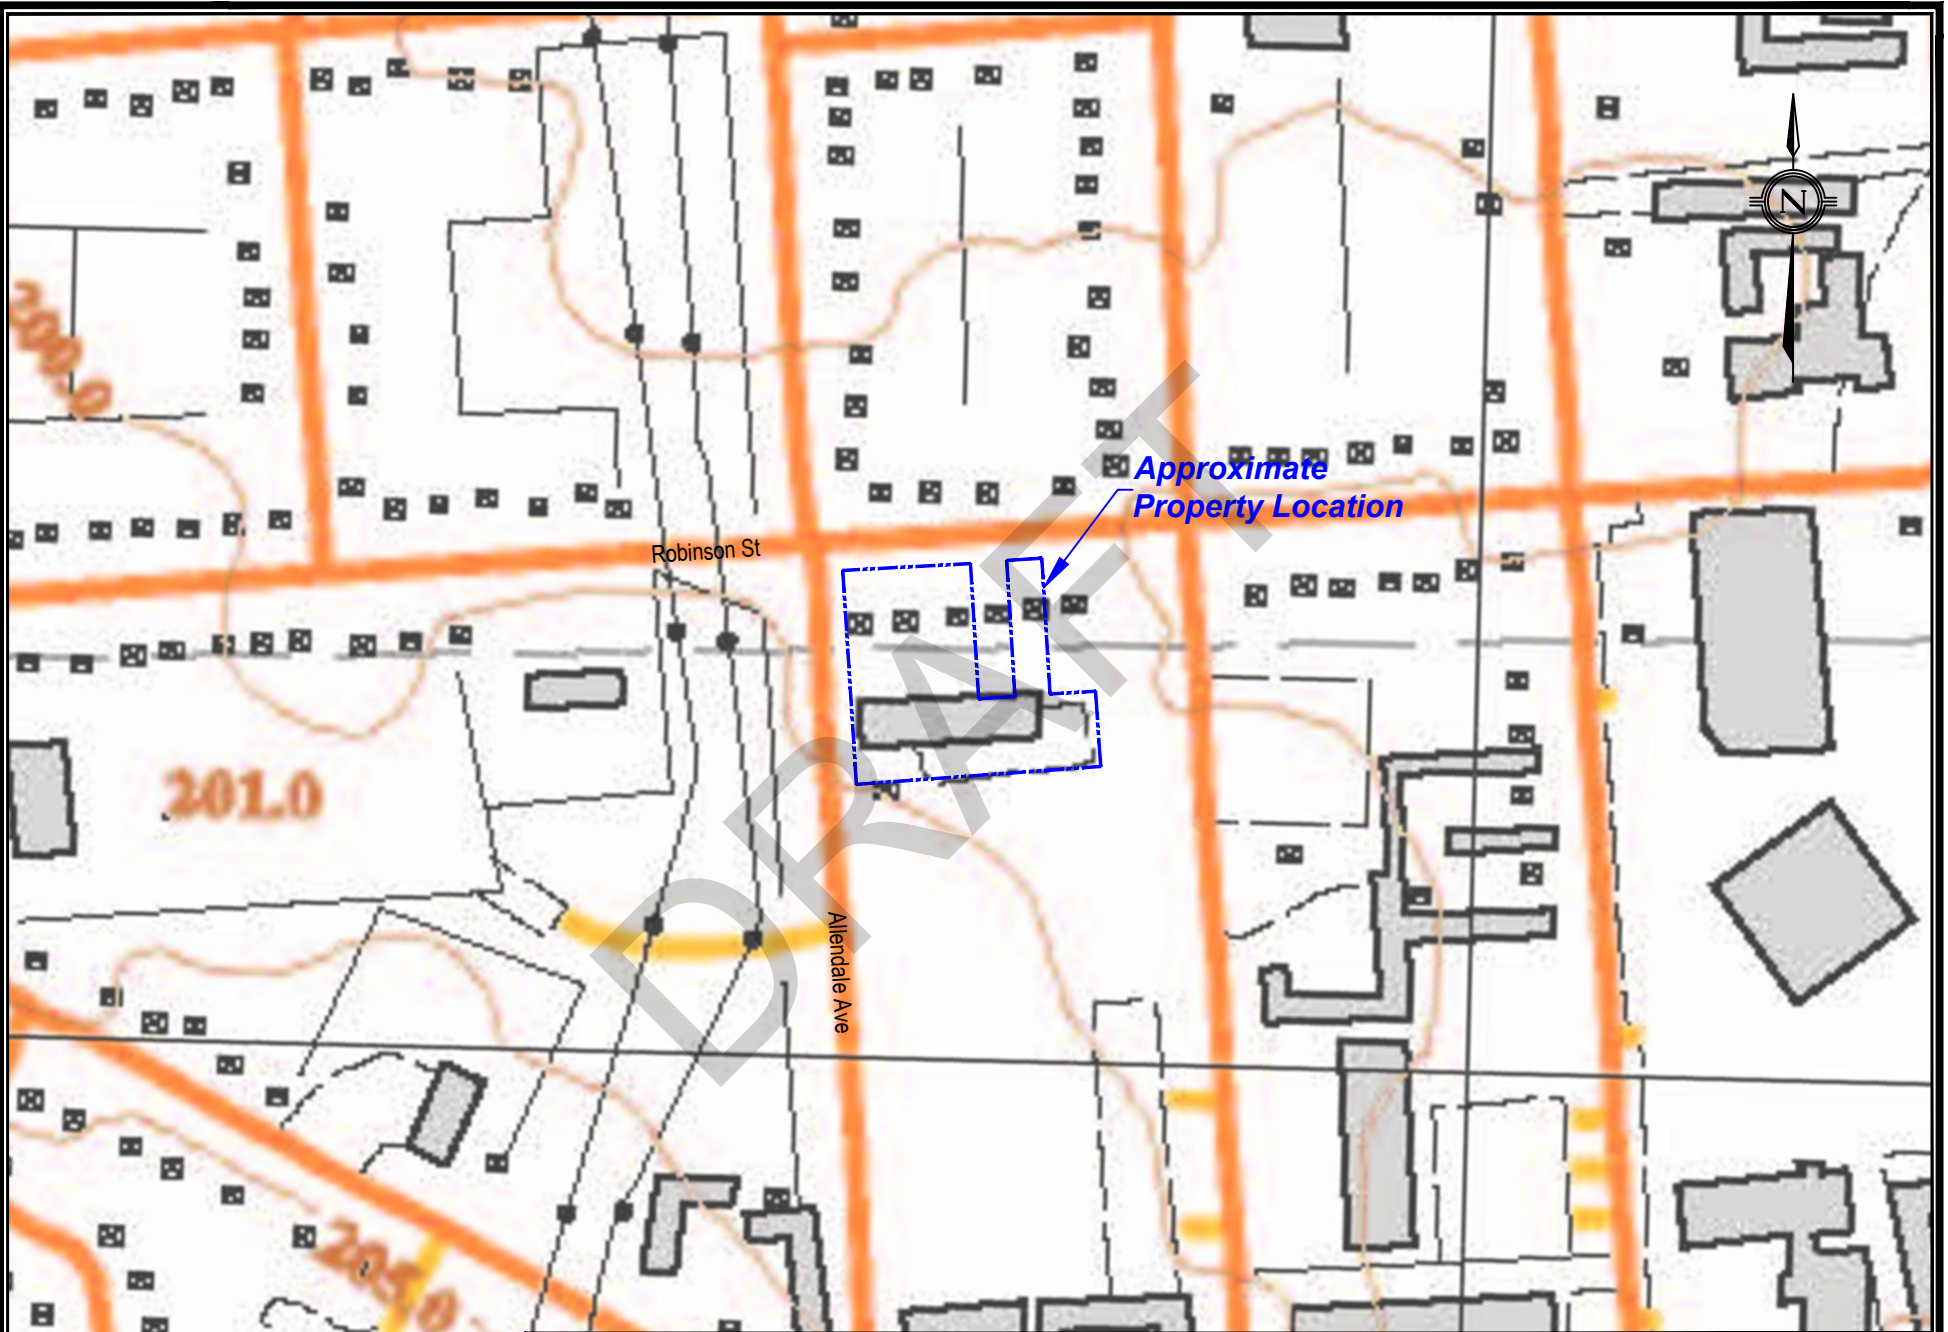 N
200.0
Approximate
Property Location
Robinson St
DRAFT
201.0
Allendale Ave
205.0